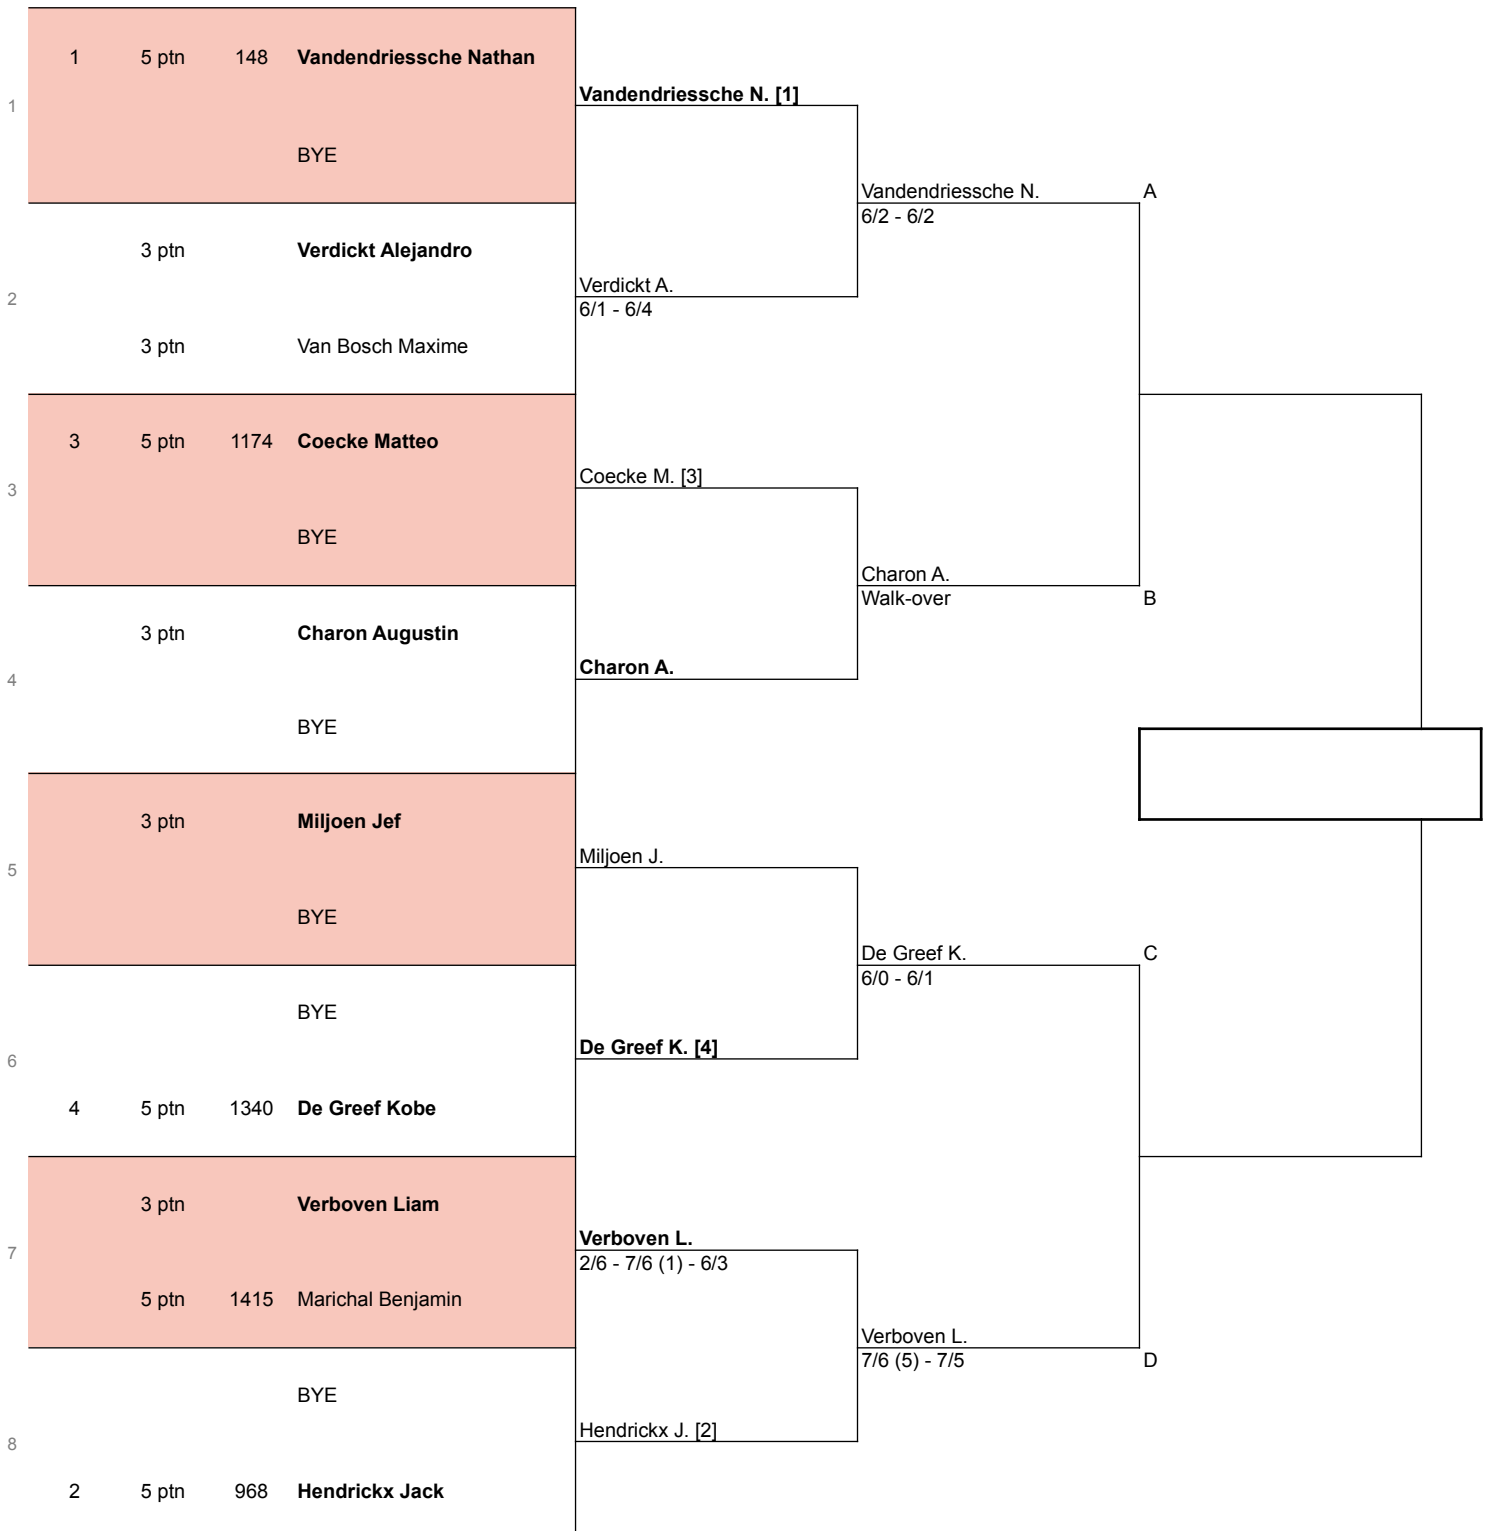 1 5 ptn 148 Vandendriessche Nathan
Vandendriessche N. [1]
1
BYE
Vandendriessche N. A
6/2 - 6/2
3 ptn Verdickt Alejandro
Verdickt A.
2
6/1 - 6/4
3 ptn Van Bosch Maxime
3 5 ptn 1174 Coecke Matteo
Coecke M. [3]
3
BYE
Charon A.
Walk-over B
3 ptn Charon Augustin
Charon A.
4
BYE
3 ptn Miljoen Jef
Miljoen J.
5
BYE
De Greef K. C
6/0 - 6/1
BYE
De Greef K. [4]
6
4 5 ptn 1340 De Greef Kobe
3 ptn Verboven Liam
Verboven L.
7
2/6 - 7/6 (1) - 6/3
5 ptn 1415 Marichal Benjamin
Verboven L.
7/6 (5) - 7/5 D
BYE
Hendrickx J. [2]
8
2 5 ptn 968 Hendrickx Jack